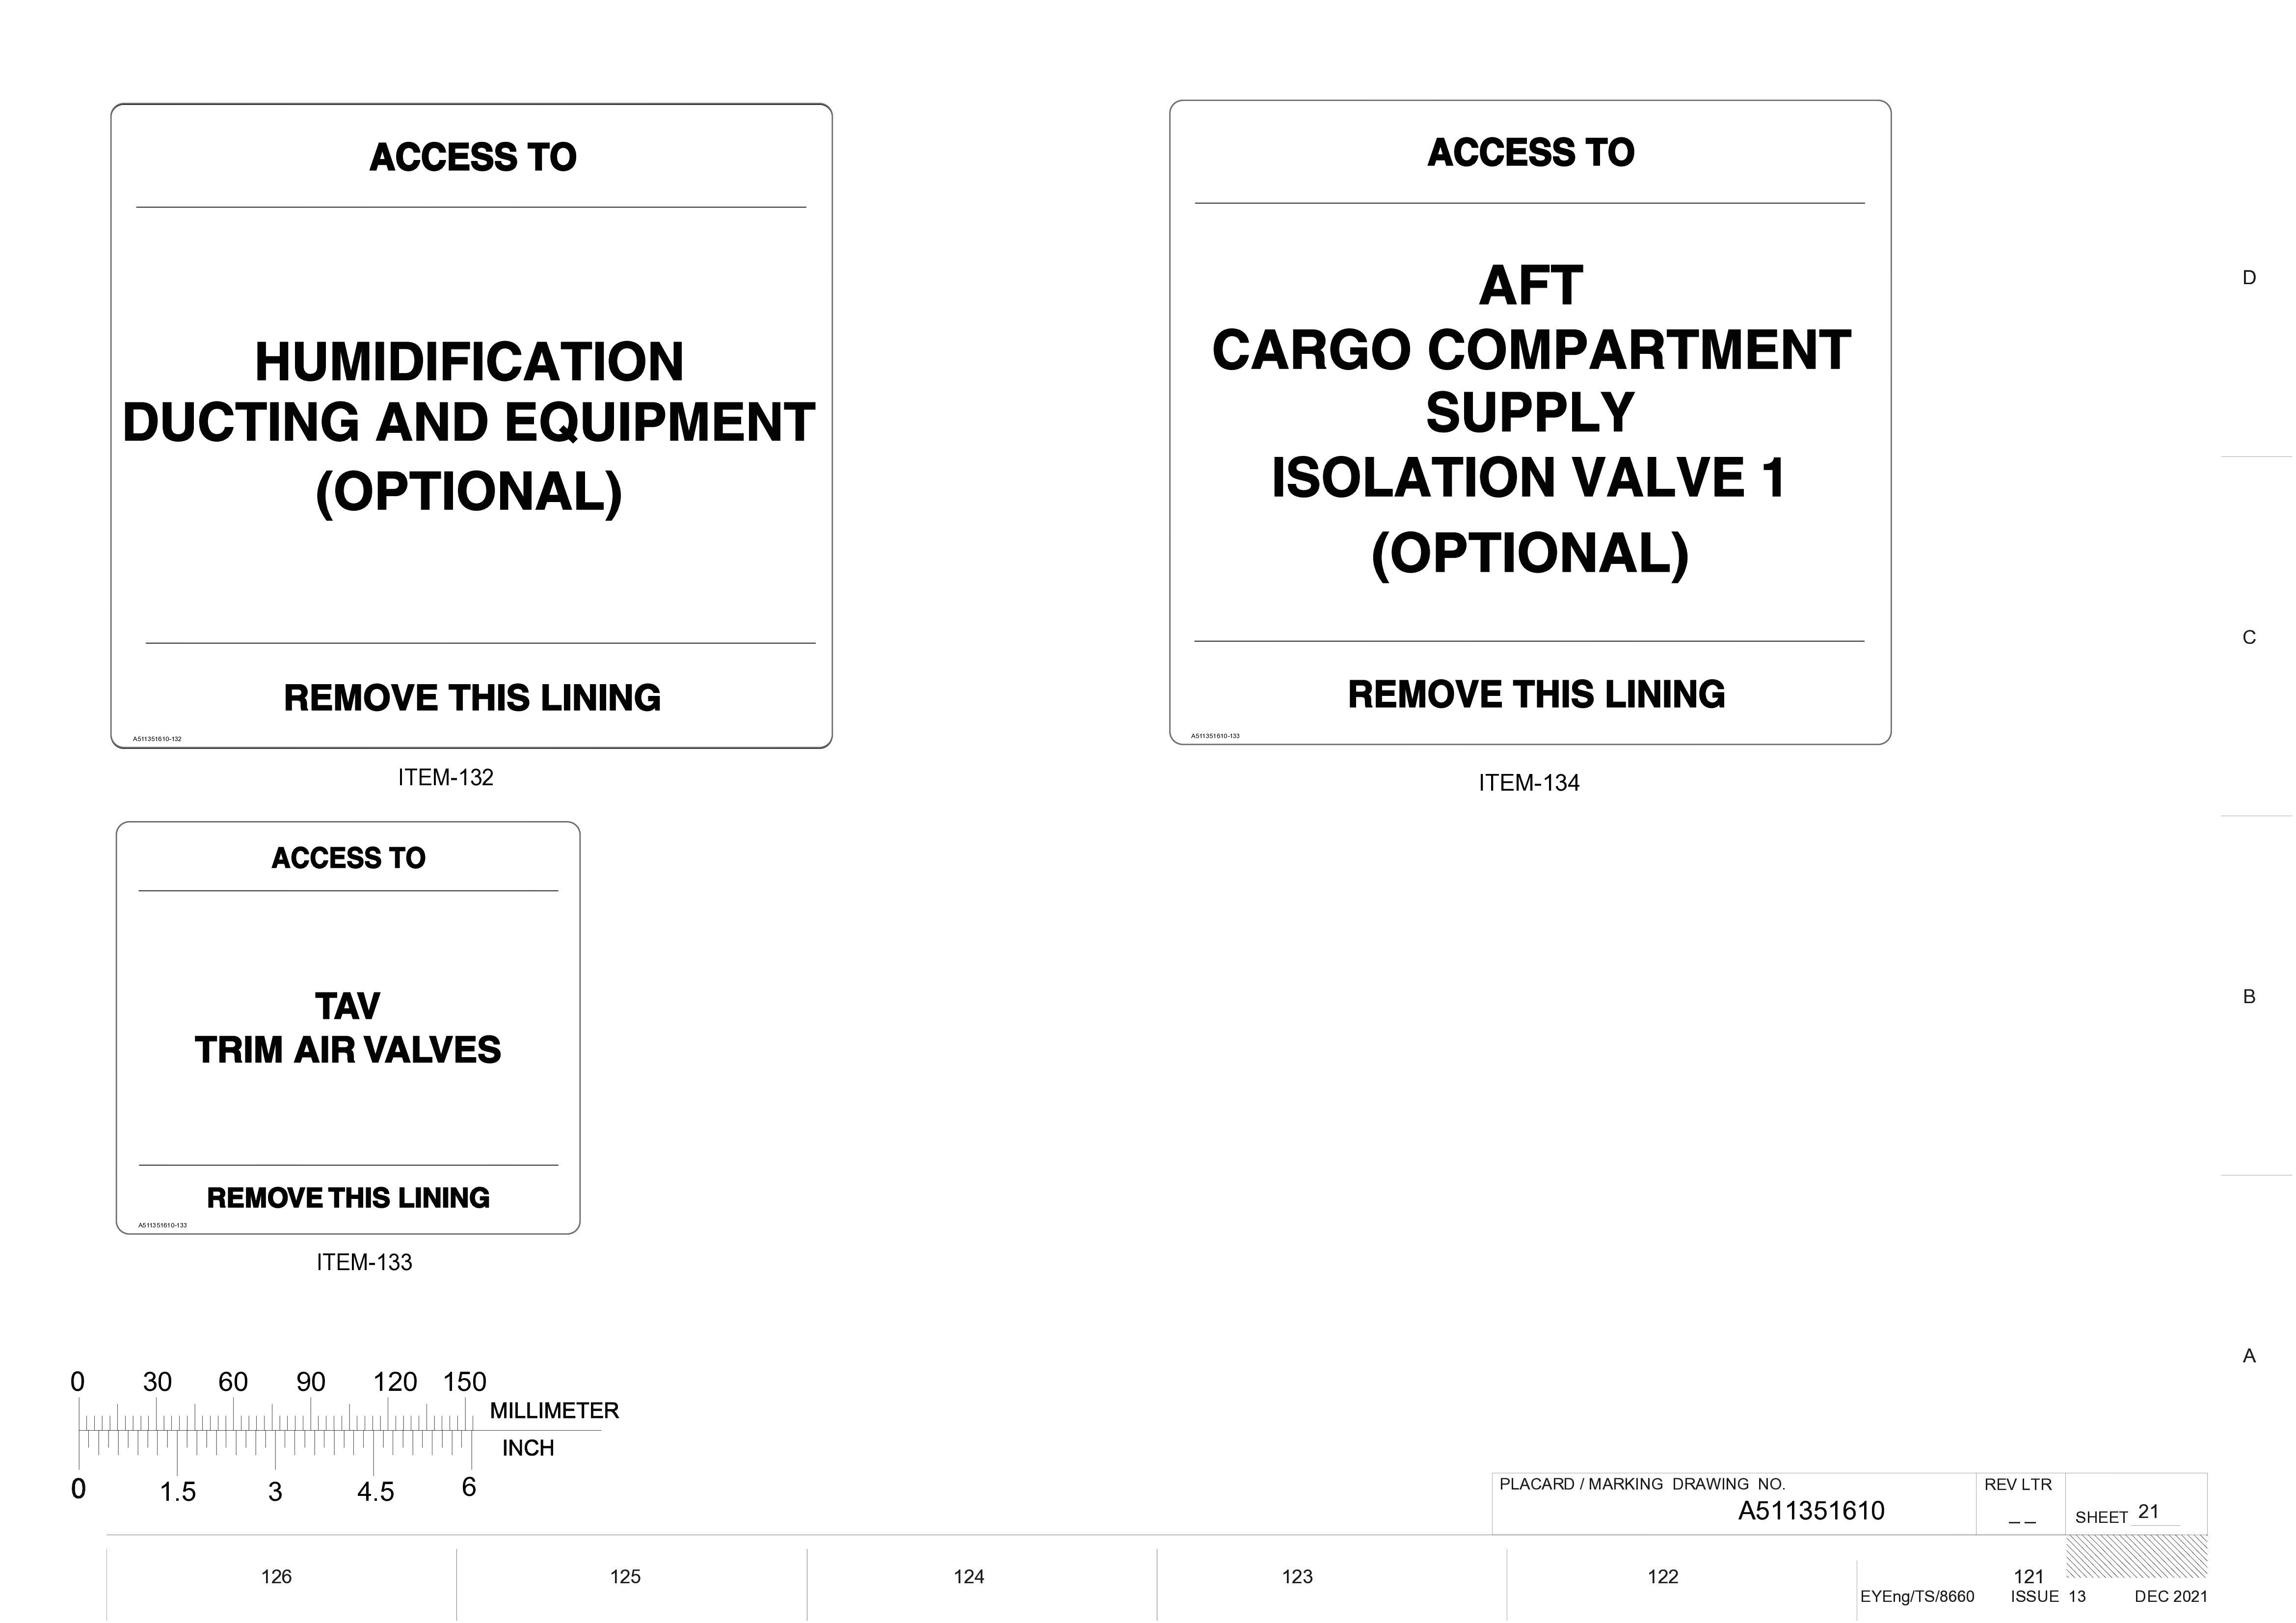 ACCESS TO
HUMIDIFICATION
DUCTING AND EQUIPMENT
(OPTIONAL)
REMOVE THIS LINING
A511351610-132
ITEM-132
ACCESS TO
AFT
CARGO COMPARTMENT
SUPPLY
ISOLATION VALVE 1
(OPTIONAL)
REMOVE THIS LINING
A511351610-133
ITEM-134
ACCESS TO
TAV
TRIM AIR VALVES
REMOVE THIS LINING
A511351610-133
ITEM-133
D
C
B
A
0 30 60 90 120 150
MILLIMETER
INCH
0 1.5 3 4.5 6
PLACARD / MARKING DRAWING NO.
A511351610
REV LTR
_ _
SHEET 21
126 125 124 123 122 121
EYEng/TS/8660 ISSUE 13 DEC 2021